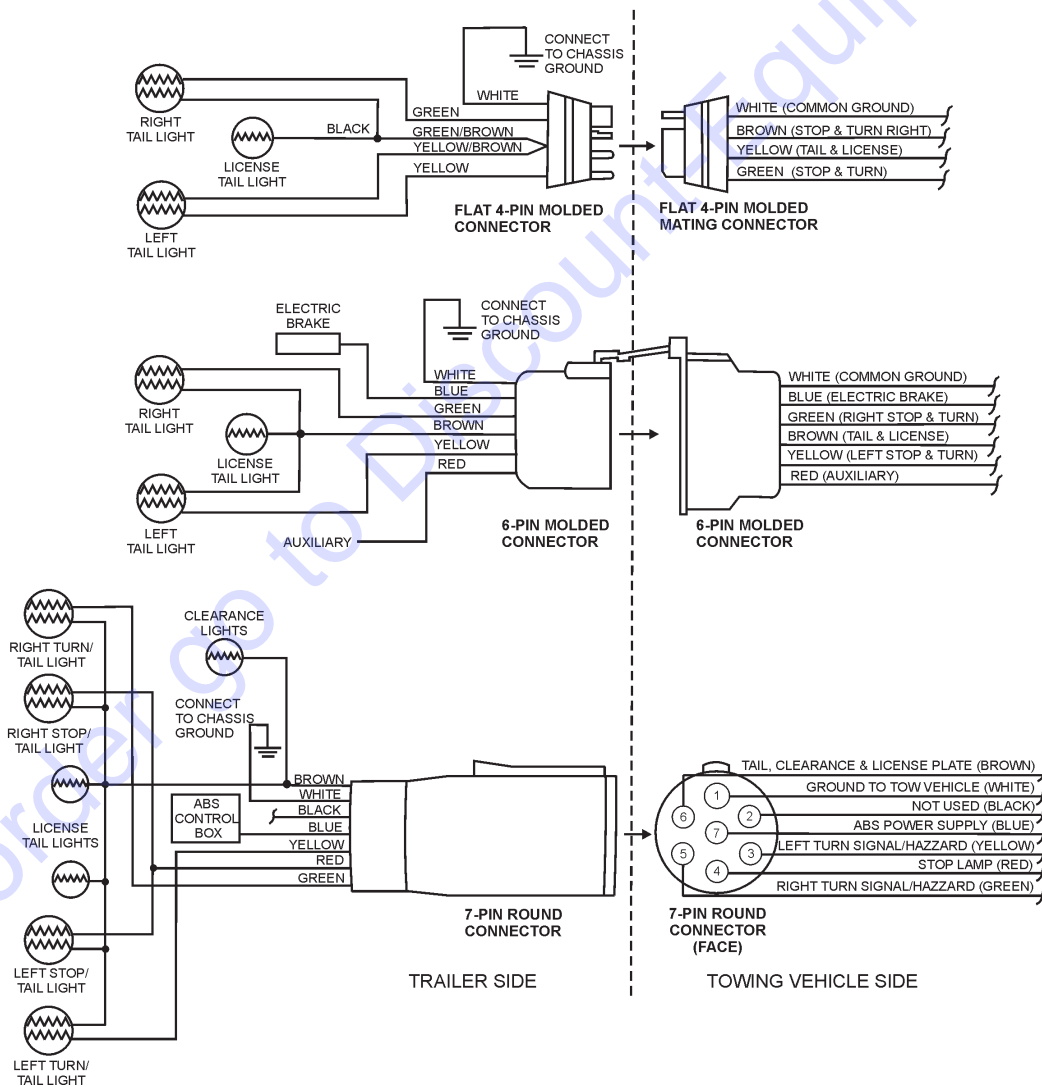 CONNECT
TO CHASSIS
GROUND
WHITE
GREEN
RIGHT
TAIL LIGHT
BLACK
GREEN/BROWN
YELLOW/BROWN
LICENSE
TAIL LIGHT
YELLOW
LEFT
TAIL LIGHT
FLAT 4-PIN MOLDED
CONNECTOR
WHITE (COMMON GROUND)
BROWN (STOP & TURN RIGHT)
YELLOW (TAIL & LICENSE)
GREEN (STOP & TURN)
FLAT 4-PIN MOLDED
MATING CONNECTOR
ELECTRIC
BRAKE
CONNECT
TO CHASSIS
GROUND
WHITE
BLUE
GREEN
BROWN
YELLOW
RED
RIGHT
TAIL LIGHT
LICENSE
TAIL LIGHT
LEFT
TAIL LIGHT
AUXILIARY
6-PIN MOLDED
CONNECTOR
WHITE (COMMON GROUND)
BLUE (ELECTRIC BRAKE)
GREEN (RIGHT STOP & TURN)
BROWN (TAIL & LICENSE)
YELLOW (LEFT STOP & TURN)
RED (AUXILIARY)
6-PIN MOLDED
CONNECTOR
RIGHT TURN/
TAIL LIGHT
CLEARANCE
LIGHTS
RIGHT STOP/
TAIL LIGHT
CONNECT
TO CHASSIS
GROUND
LICENSE
TAIL LIGHTS
ABS
CONTROL
BOX
BROWN
WHITE
BLACK
BLUE
YELLOW
RED
GREEN
LEFT STOP/
TAIL LIGHT
LEFT TURN/
TAIL LIGHT
7-PIN ROUND
CONNECTOR
TAIL, CLEARANCE & LICENSE PLATE (BROWN)
GROUND TO TOW VEHICLE (WHITE)
NOT USED (BLACK)
ABS POWER SUPPLY (BLUE)
LEFT TURN SIGNAL/HAZZARD (YELLOW)
STOP LAMP (RED)
RIGHT TURN SIGNAL/HAZZARD (GREEN)
1
6
2
7
5
3
4
7-PIN ROUND
CONNECTOR
(FACE)
TRAILER SIDE
TOWING VEHICLE SIDE
order go to Discount-Equip